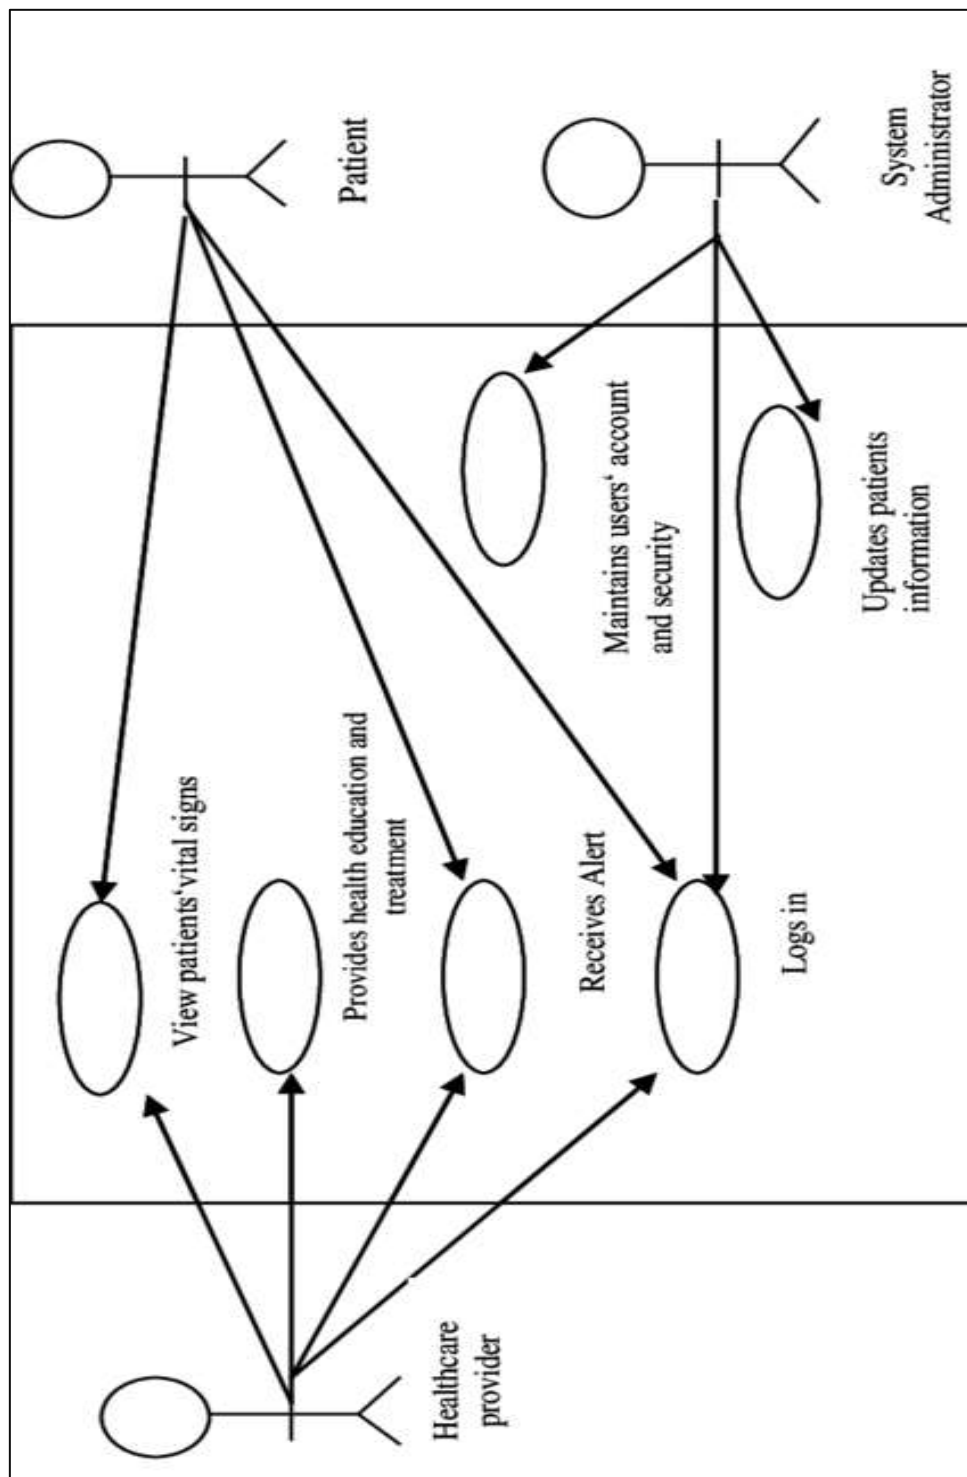 Patient
System
Administrator
View patients‘vital signs
Provides health education and
treatment
Receives Alert
Logs in
Maintains users‘ account
and security
Updates patients
information
Healthcare
provider